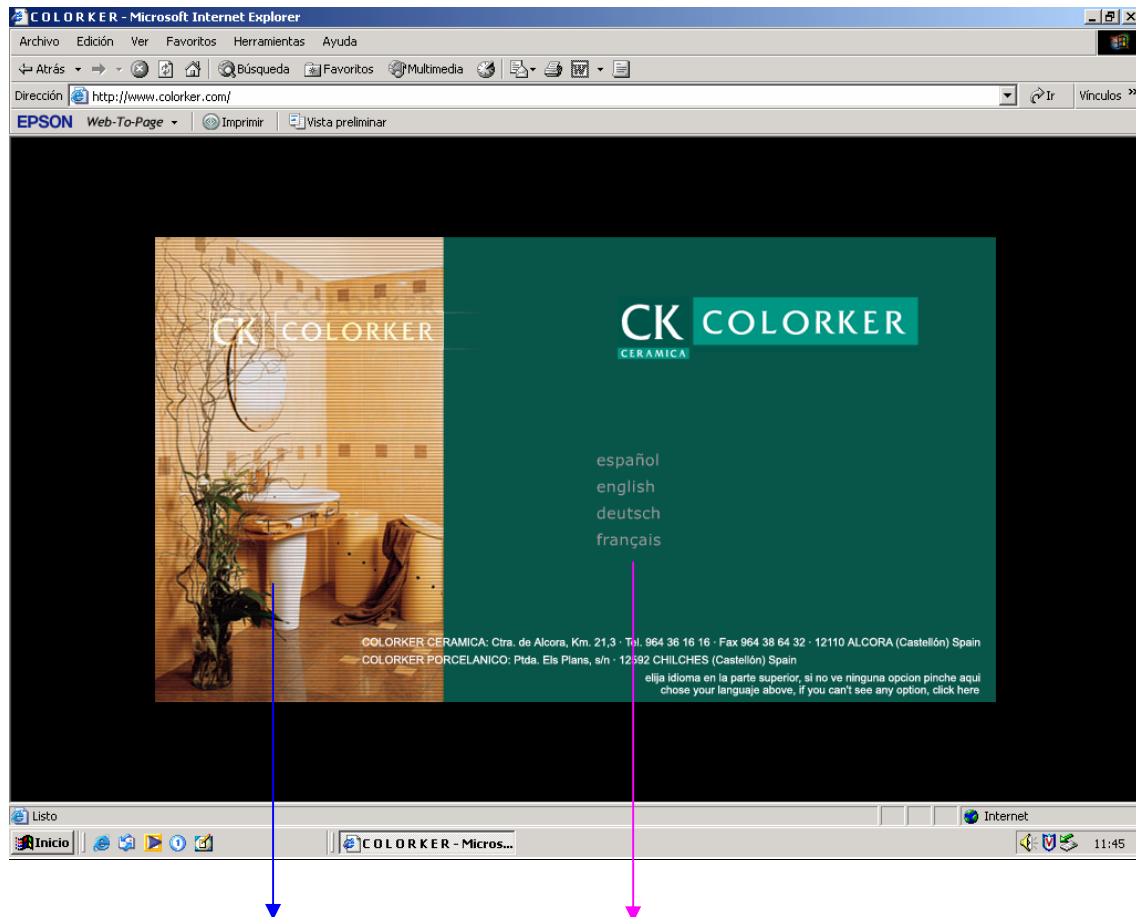 C O L O R K E R - Microsoft Internet Explorer
Archivo Edición Ver Favoritos Herramientas Ayuda
Atrás Búsqueda Favoritos Multimedia
Dirección http://www.colorker.com/ Ir Vínculos »
EPSON Web-To-Page Imprimir Vista preliminar
CK COLORKER
CK COLORKER
CERAMICA
español
english
deutsch
français
COLORKER CERAMICA: Ctra. de Alcora, Km. 21,3 · Tel. 964 36 16 16 · Fax 964 38 64 32 · 12110 ALCORA (Castellón) Spain
COLORKER PORCELANICO: Ptda. Els Plans, s/n · 12592 CHILCHES (Castellón) Spain
elija idioma en la parte superior, si no ve ninguna opcion pinche aqui
chose your languaje above, if you can't see any option, click here
Listo Internet
Inicio C O L O R K E R - Micros... 11:45